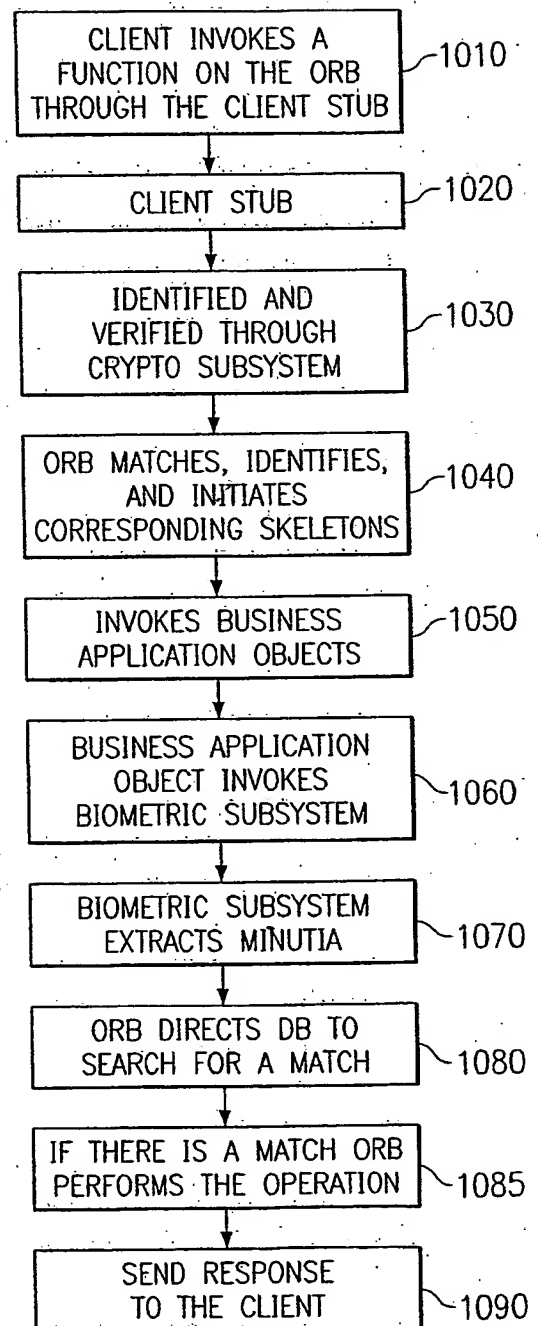 CLIENT INVOKES A
FUNCTION ON THE ORB
THROUGH THE CLIENT STUB
1010
CLIENT STUB
1020
IDENTIFIED AND
VERIFIED THROUGH
CRYPTO SUBSYSTEM
1030
ORB MATCHES, IDENTIFIES,
AND INITIATES
CORRESPONDING SKELETONS
1040
INVOKES BUSINESS
APPLICATION OBJECTS
1050
BUSINESS APPLICATION
OBJECT INVOKES
BIOMETRIC SUBSYSTEM
1060
BIOMETRIC SUBSYSTEM
EXTRACTS MINUTIA
1070
ORB DIRECTS DB TO
SEARCH FOR A MATCH
1080
IF THERE IS A MATCH ORB
PERFORMS THE OPERATION
1085
SEND RESPONSE
TO THE CLIENT
1090